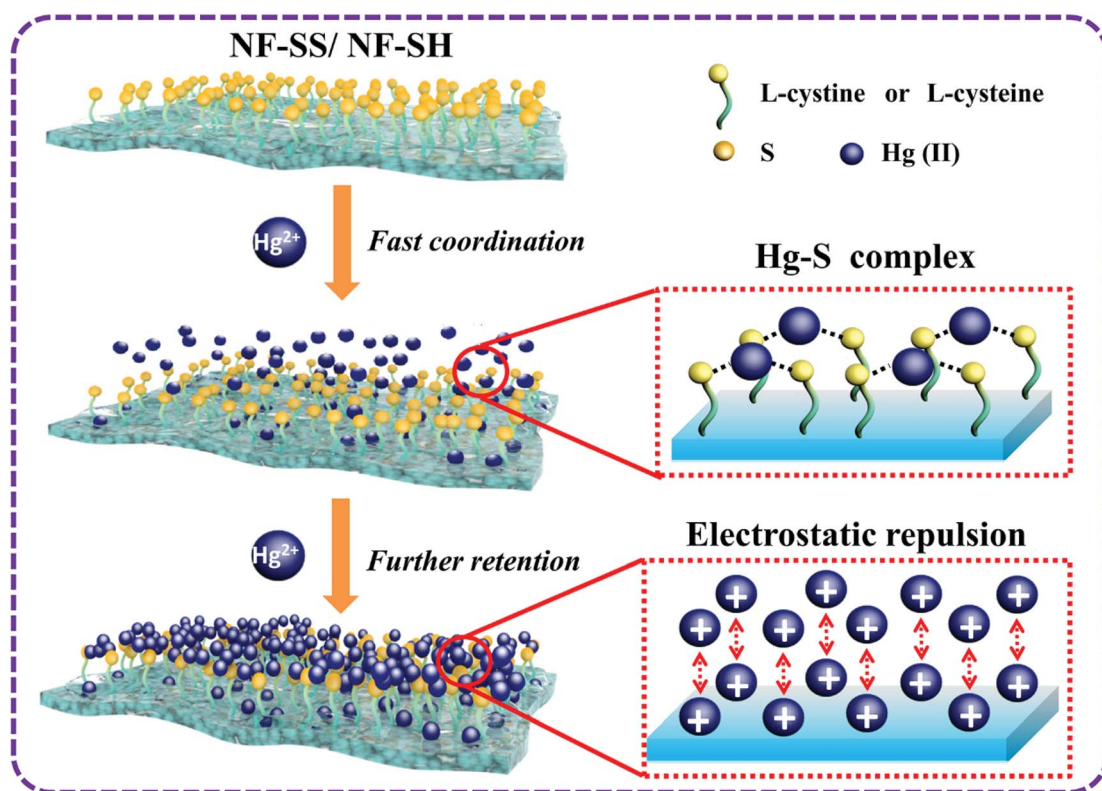 NF-SS/ NF-SH
L-cystine or L-cysteine
S
Hg (II)
Hg²⁺
Fast coordination
Hg-S complex
Hg²⁺
Further retention
Electrostatic repulsion
+ + + +
+ + + +
+ + + +
+ + + +